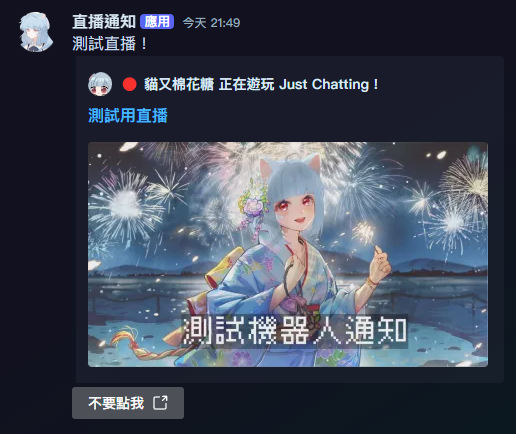 直播通知 應用 今天 21:49
測試直播！
貓又棉花糖 正在遊玩 Just Chatting！
測試用直播
測試機器人通知
不要點我